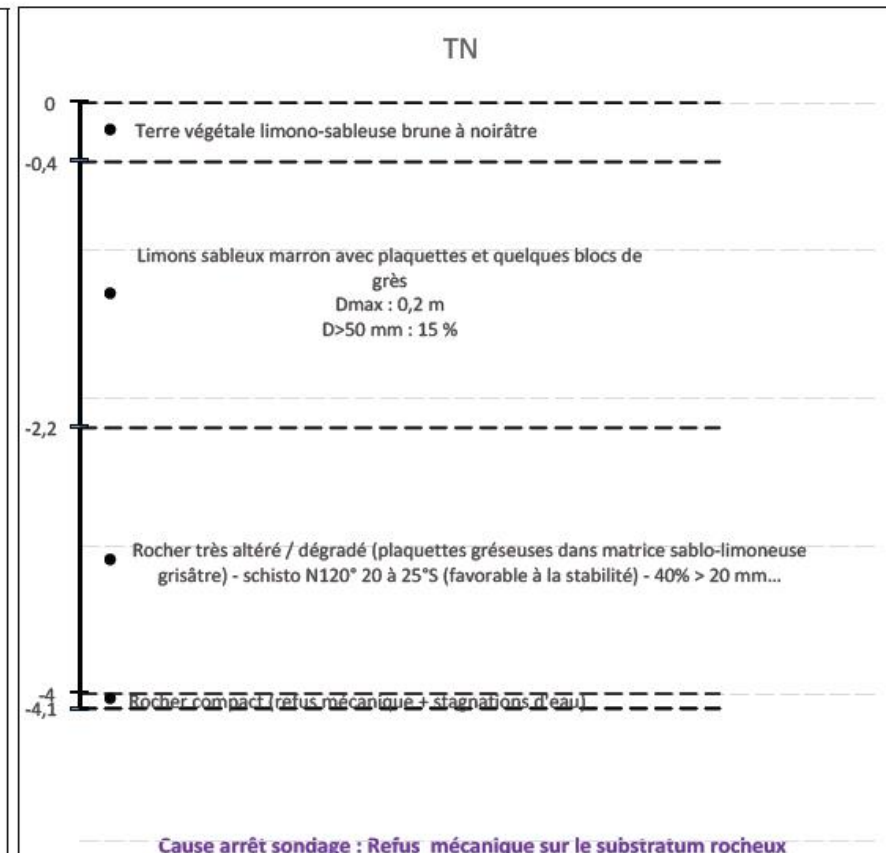 TN
0
Terre végétale limono-sableuse brune à noirâtre
-0,4
Limons sableux marron avec plaquettes et quelques blocs de
grès
Dmax : 0,2 m
D>50 mm : 15 %
-2,2
Rocher très altéré / dégradé (plaquettes gréseuses dans matrice sablo-limoneuse
grisâtre) - schisto N120° 20 à 25°S (favorable à la stabilité) - 40% > 20 mm...
-4
Rocher compact (refus mécanique + stagnations d'eau)
-4,1
Cause arrêt sondage : Refus mécanique sur le substratum rocheux